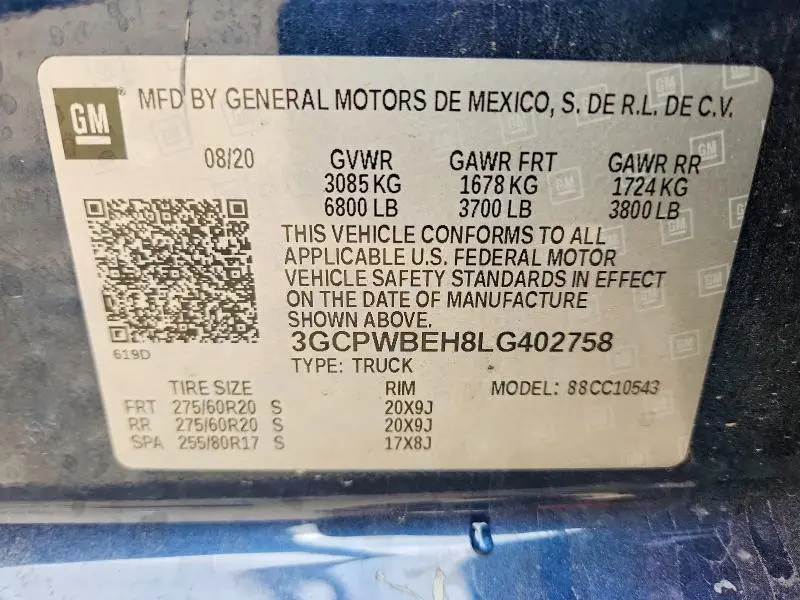 GM ® MFD BY GENERAL MOTORS DE MEXICO, S. DE R.L. DE C.V.
08/20 GVWR GAWR FRT GAWR RR
3085 KG 1678 KG 1724 KG
6800 LB 3700 LB 3800 LB
THIS VEHICLE CONFORMS TO ALL
APPLICABLE U.S. FEDERAL MOTOR
VEHICLE SAFETY STANDARDS IN EFFECT
ON THE DATE OF MANUFACTURE
SHOWN ABOVE.
619D 3GCPWBEH8LG402758
TYPE: TRUCK
TIRE SIZE RIM MODEL: 88CC10543
FRT 275/60R20 S 20X9J
RR 275/60R20 S 20X9J
SPA 255/80R17 S 17X8J